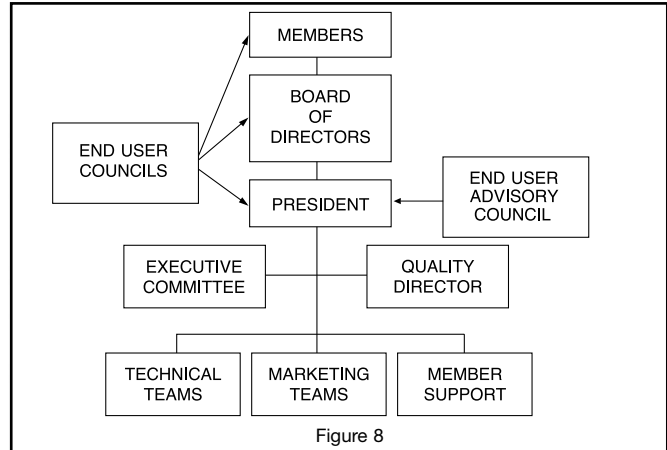 MEMBERS
BOARD
OF
DIRECTORS
END USER
COUNCILS
END USER
ADVISORY
COUNCIL
PRESIDENT
EXECUTIVE
COMMITTEE
QUALITY
DIRECTOR
TECHNICAL
TEAMS
MARKETING
TEAMS
MEMBER
SUPPORT
Figure 8